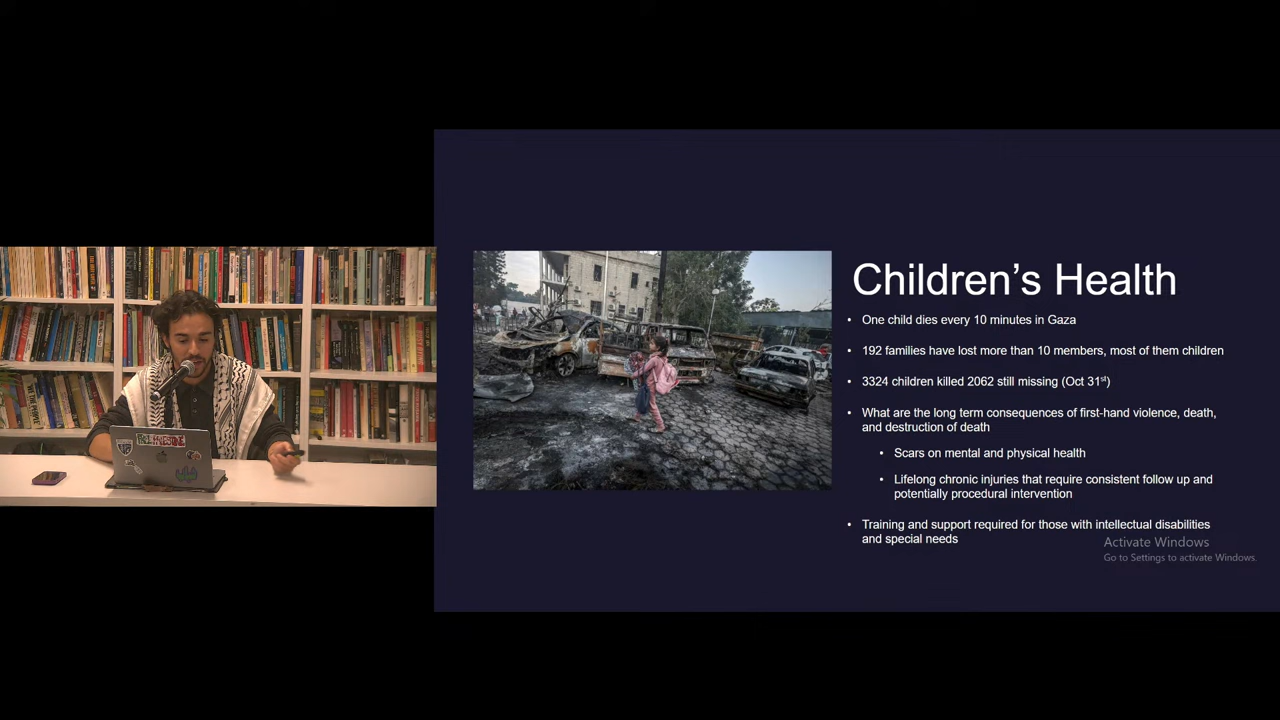 Children’s Health
• One child dies every 10 minutes in Gaza
• 192 families have lost more than 10 members, most of them children
• 3324 children killed 2062 still missing (Oct 31st)
• What are the long term consequences of first-hand violence, death,
and destruction of death
• Scars on mental and physical health
• Lifelong chronic injuries that require consistent follow up and
potentially procedural intervention
• Training and support required for those with intellectual disabilities
and special needs
Activate Windows
Go to Settings to activate Windows.